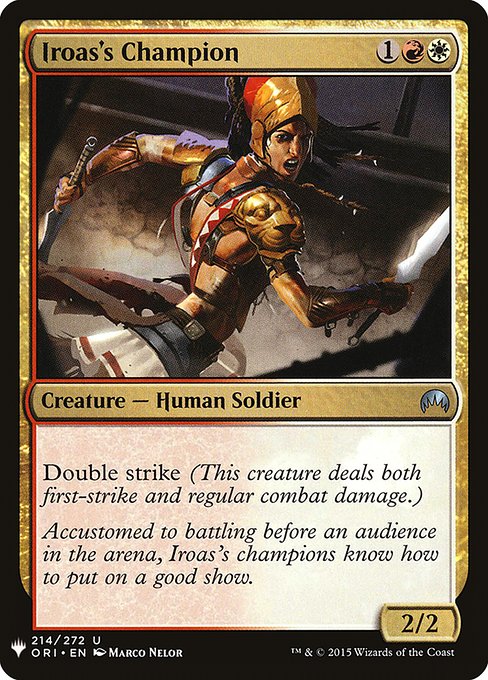 Iroas's Champion 1
Creature — Human Soldier
Double strike (This creature deals both
first-strike and regular combat damage.)
Accustomed to battling before an audience
in the arena, Iroas's champions know how
to put on a good show.
2/2
214/272 U
ORI • EN Marco Nelor
™ & © 2015 Wizards of the Coast